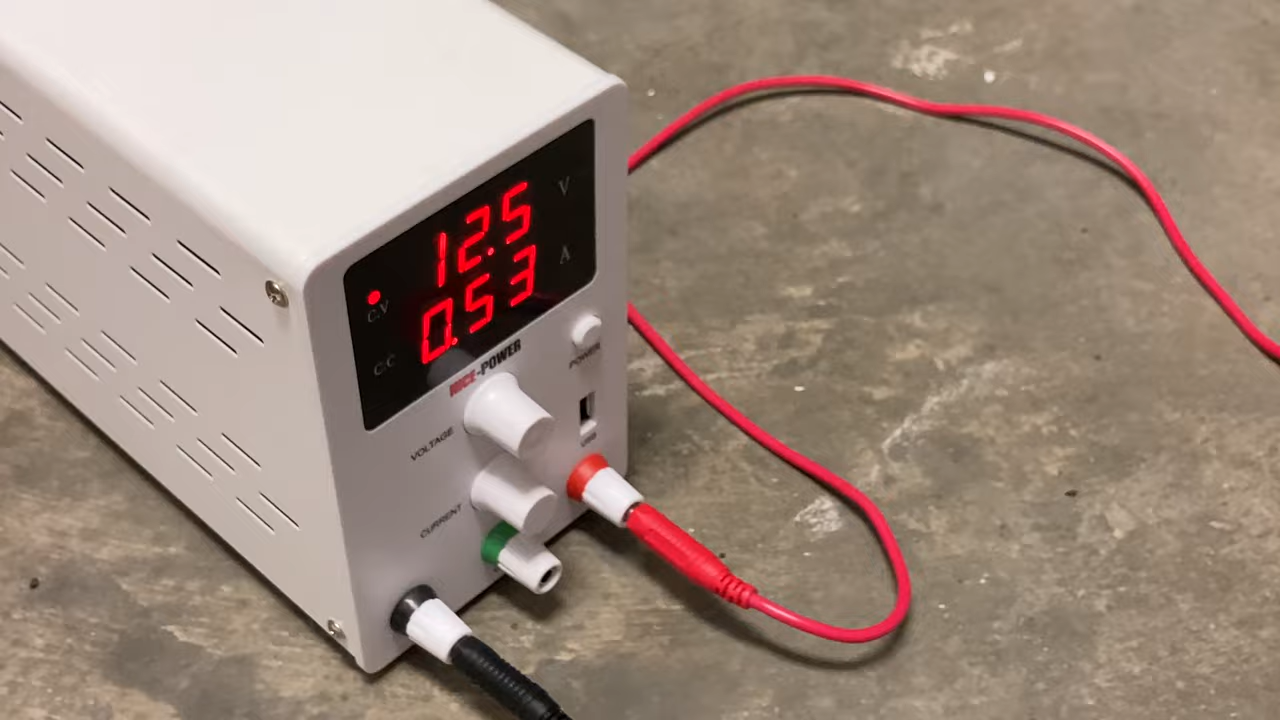 12.5 V
0.53 A
C.V
C.C
NICE-POWER
POWER
VOLTAGE
USB
CURRENT